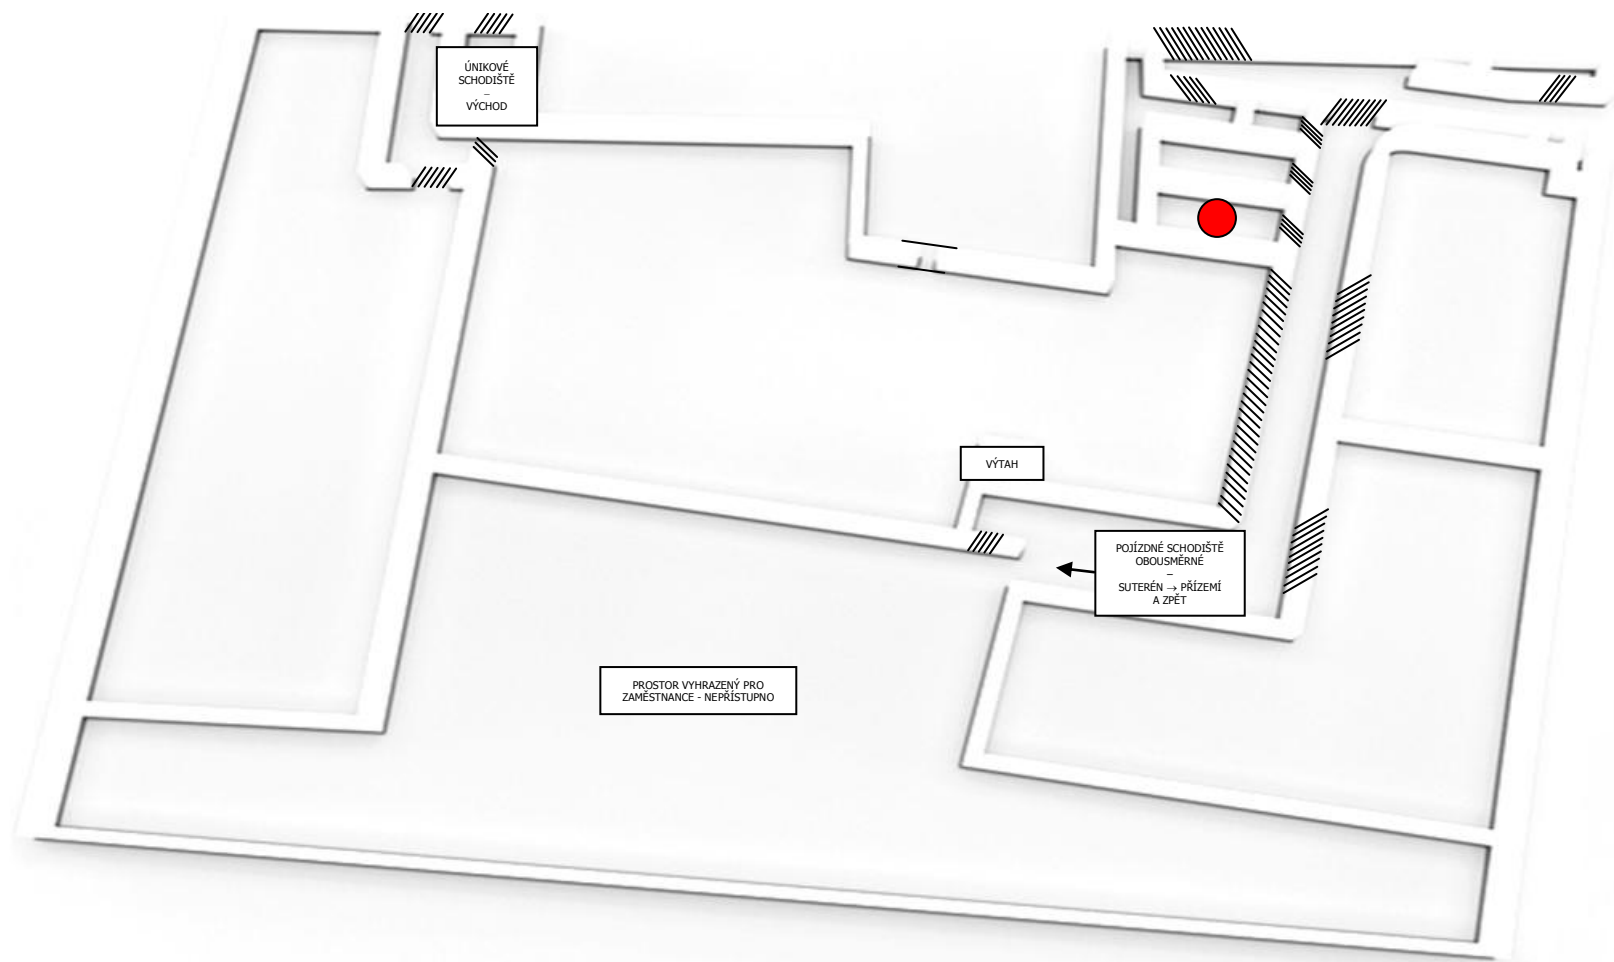 ÚNIKOVÉ
SCHODIŠTĚ
–
VÝCHOD
VÝTAH
POJÍZDNÉ SCHODIŠTĚ
OBOUSMĚRNÉ
–
SUTERÉN → PŘÍZEMÍ
A ZPĚT
PROSTOR VYHRAZENÝ PRO
ZAMĚSTNANCE - NEPŘÍSTUPNO